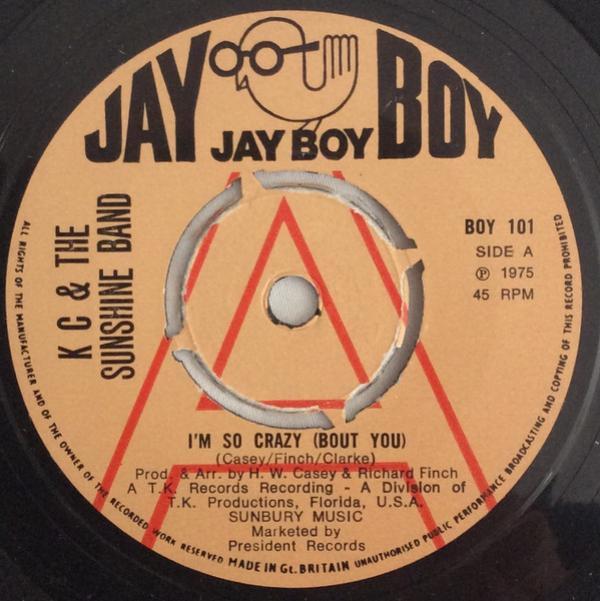 JAY BOY
JAY BOY
K C & THE
SUNSHINE BAND
BOY 101
SIDE A
℗ 1975
45 RPM
A
I'M SO CRAZY (BOUT YOU)
(Casey/Finch/Clarke)
Prod. & Arr. by H. W. Casey & Richard Finch
A T.K. Records Recording - A Division of
T.K. Productions, Florida, U.S.A.
SUNBURY MUSIC
Marketed by
President Records
ALL RIGHTS OF THE MANUFACTURER AND OF THE OWNER OF THE RECORDED WORK RESERVED MADE IN Gt. BRITAIN UNAUTHORISED PUBLIC PERFORMANCE BROADCASTING AND COPYING OF THIS RECORD PROHIBITED